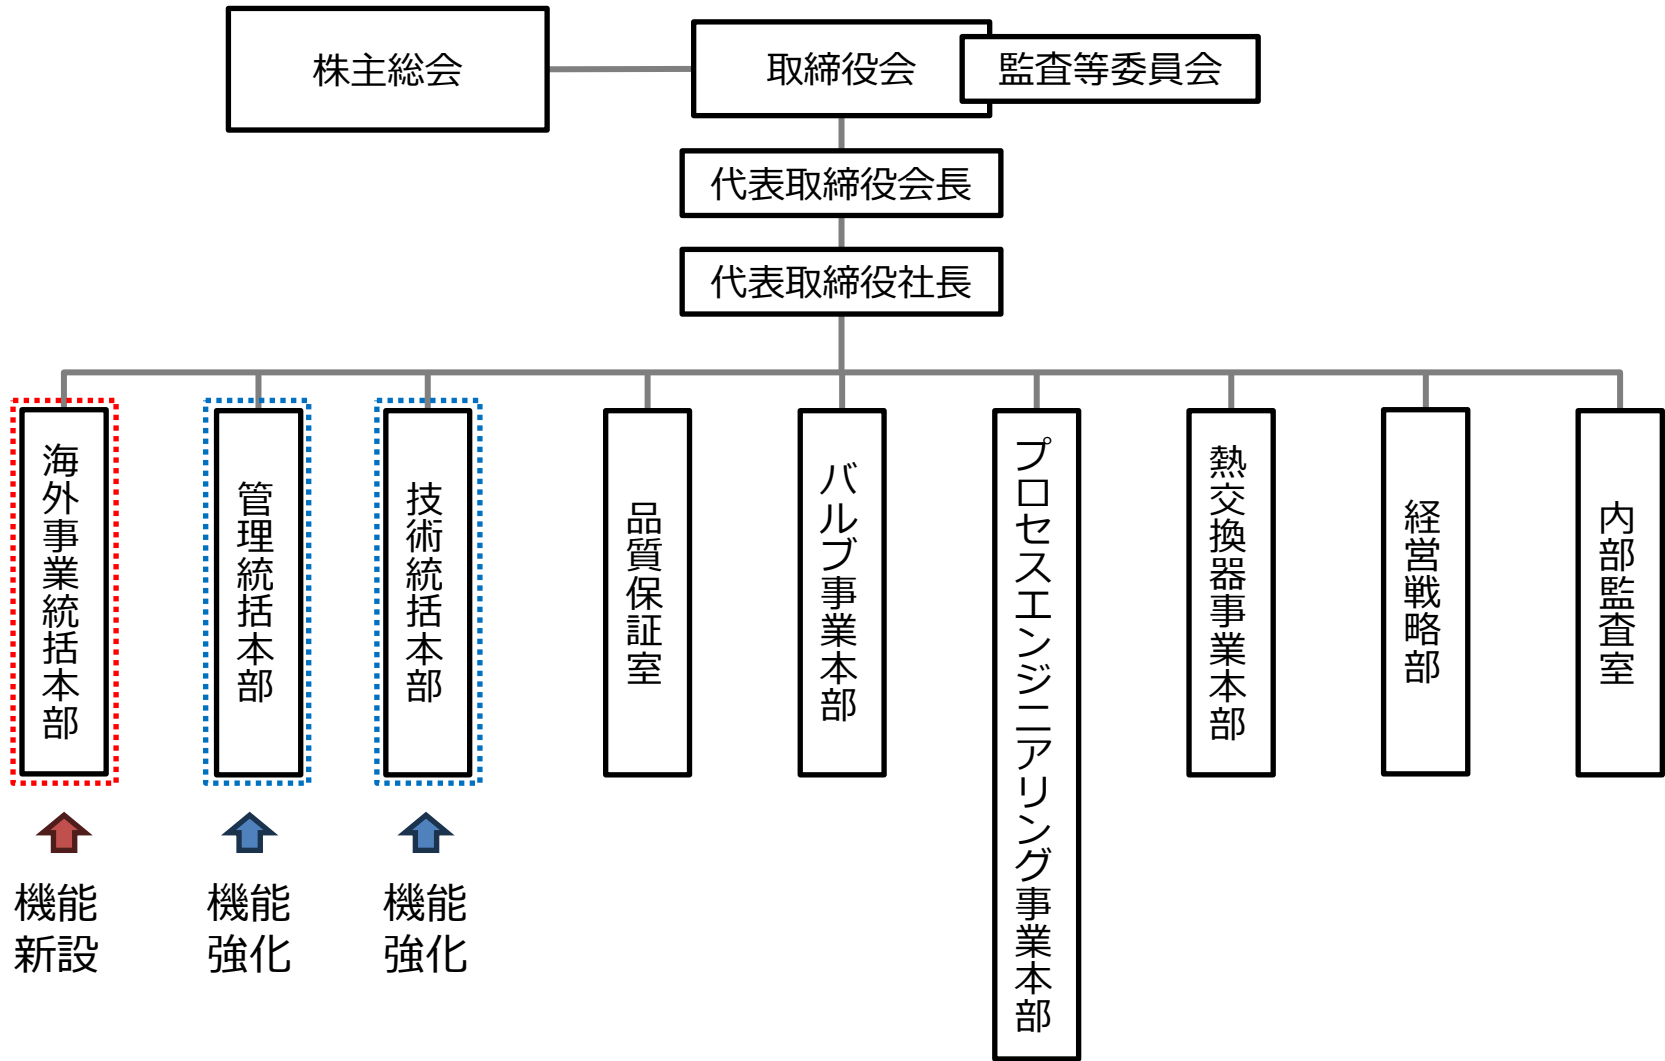 株主総会
取締役会
監査等委員会
代表取締役会長
代表取締役社長
海外事業統括本部
管理統括本部
技術統括本部
品質保証室
バルブ事業本部
プロセスエンジニアリング事業本部
熱交換器事業本部
経営戦略部
内部監査室
機能
新設
機能
強化
機能
強化